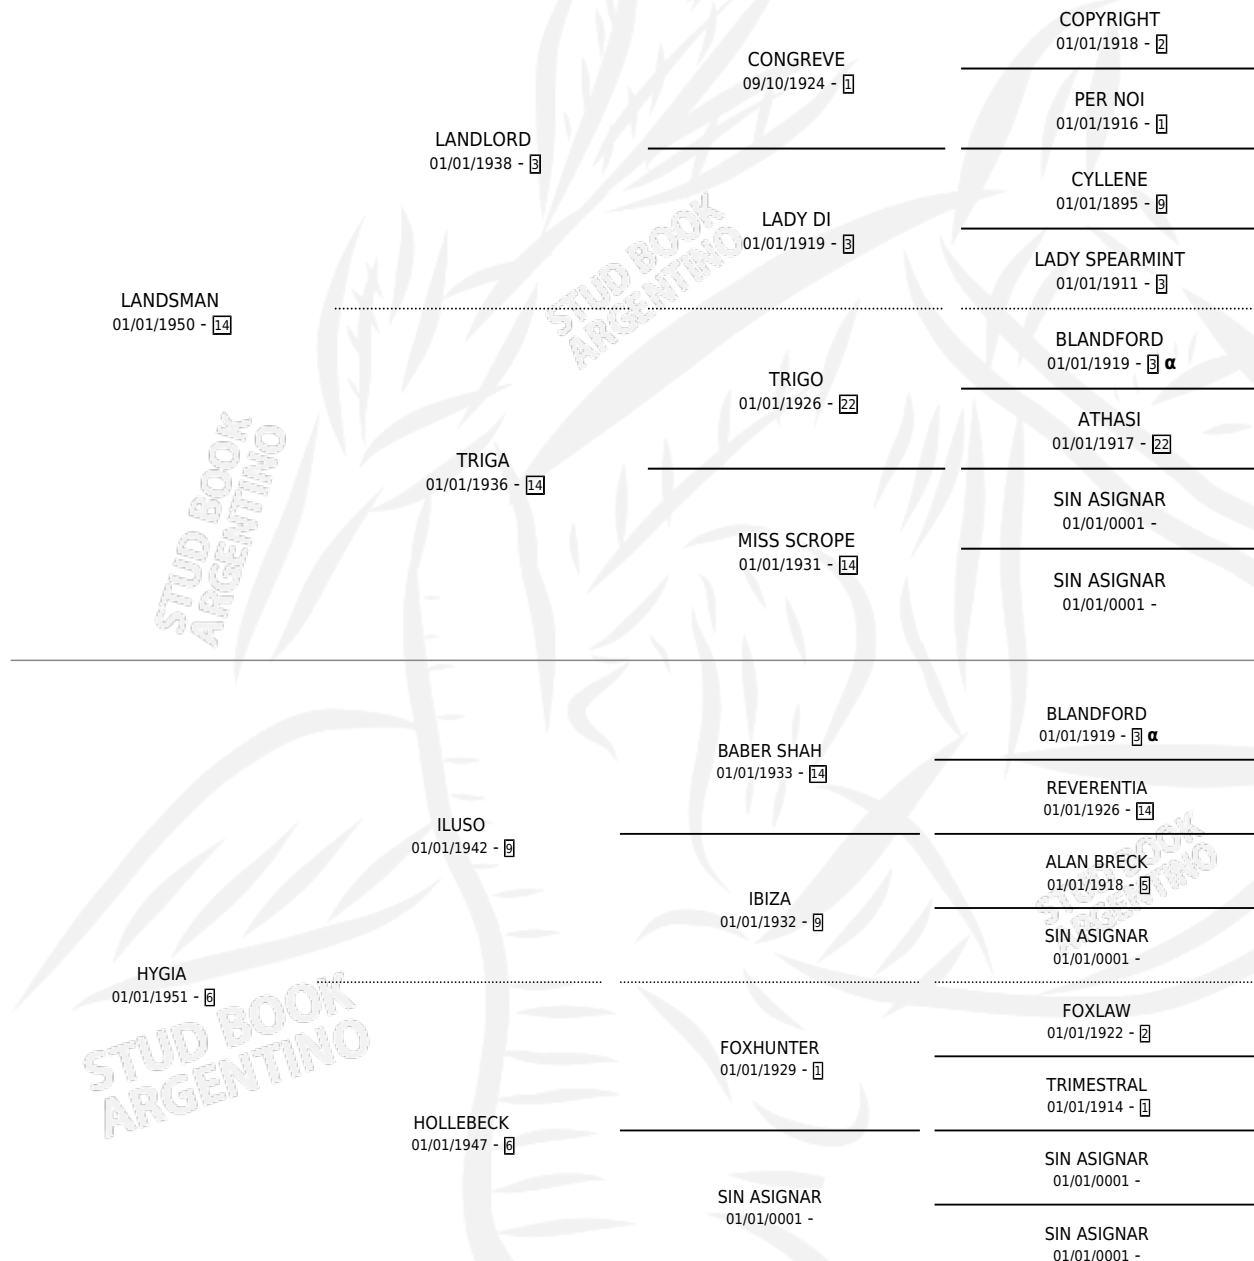 COPYRIGHT
01/01/1918 - 2
CONGREVE
09/10/1924 - 1
PER NOI
01/01/1916 - 1
LANDLORD
01/01/1938 - 3
CYLLENE
01/01/1895 - 9
LADY DI
01/01/1919 - 3
LADY SPEARMINT
01/01/1911 - 3
STUD BOOK
ARGENTINO
LANDSMAN
01/01/1950 - 14
BLANDFORD
01/01/1919 - 3 α
TRIGO
01/01/1926 - 22
ATHASI
01/01/1917 - 22
TRIGA
01/01/1936 - 14
SIN ASIGNAR
01/01/0001 -
MISS SCROPE
01/01/1931 - 14
SIN ASIGNAR
01/01/0001 -
STUD BOOK
ARGENTINO
BLANDFORD
01/01/1919 - 3 α
BABER SHAH
01/01/1933 - 14
REVERENTIA
01/01/1926 - 14
ILUSO
01/01/1942 - 9
ALAN BRECK
01/01/1918 - 5
IBIZA
01/01/1932 - 9
SIN ASIGNAR
01/01/0001 -
STUD BOOK
ARGENTINO
HYGIA
01/01/1951 - 6
FOXLAW
01/01/1922 - 2
FOXHUNTER
01/01/1929 - 1
TRIMESTRAL
01/01/1914 - 1
STUD BOOK
ARGENTINO
HOLLEBECK
01/01/1947 - 6
SIN ASIGNAR
01/01/0001 -
SIN ASIGNAR
01/01/0001 -
SIN ASIGNAR
01/01/0001 -